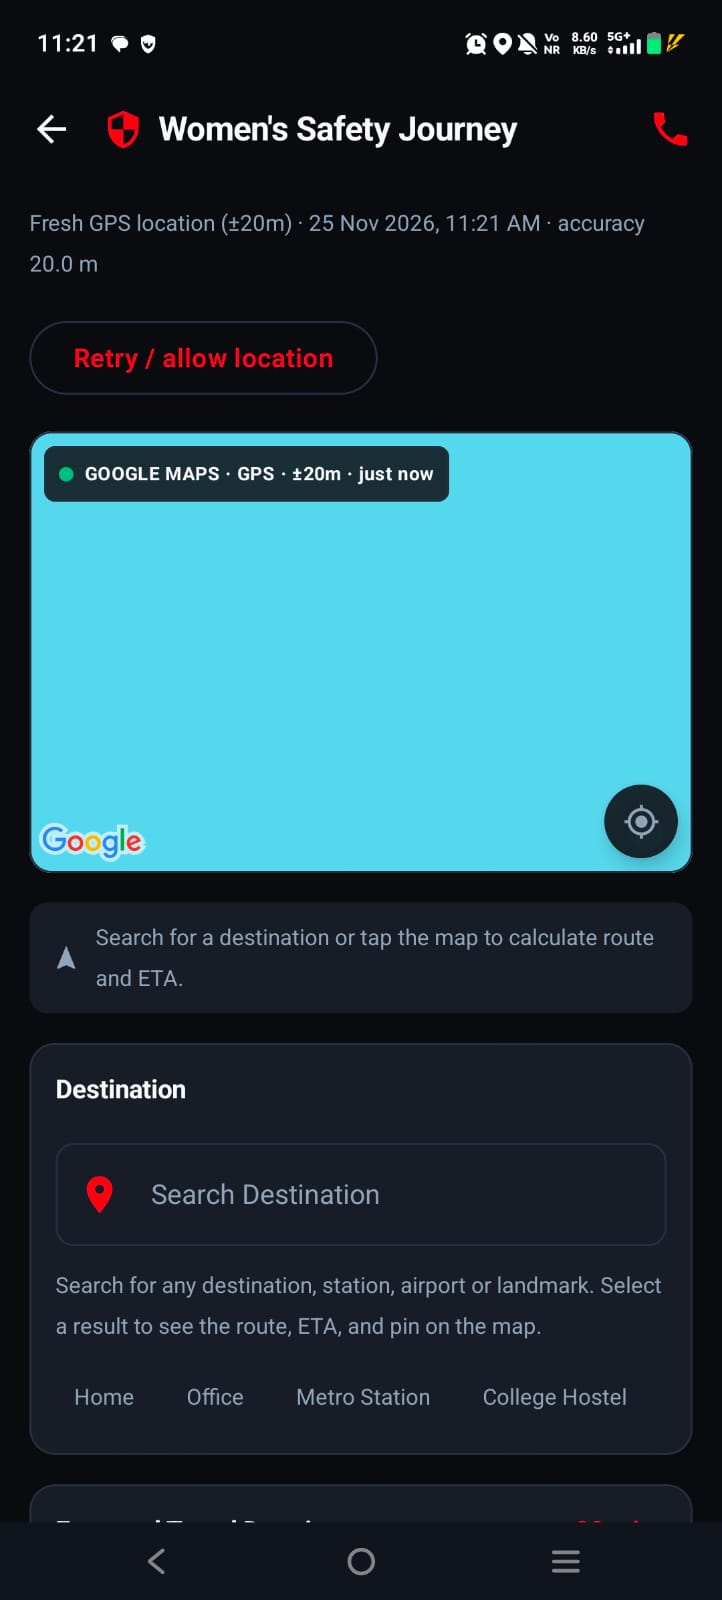 11:21
Vo NR 8.60 KB/s 5G+
Women's Safety Journey
Fresh GPS location (±20m) · 25 Nov 2026, 11:21 AM · accuracy
20.0 m
Retry / allow location
GOOGLE MAPS · GPS · ±20m · just now
Google
Search for a destination or tap the map to calculate route
and ETA.
Destination
Search Destination
Search for any destination, station, airport or landmark. Select
a result to see the route, ETA, and pin on the map.
Home Office Metro Station College Hostel